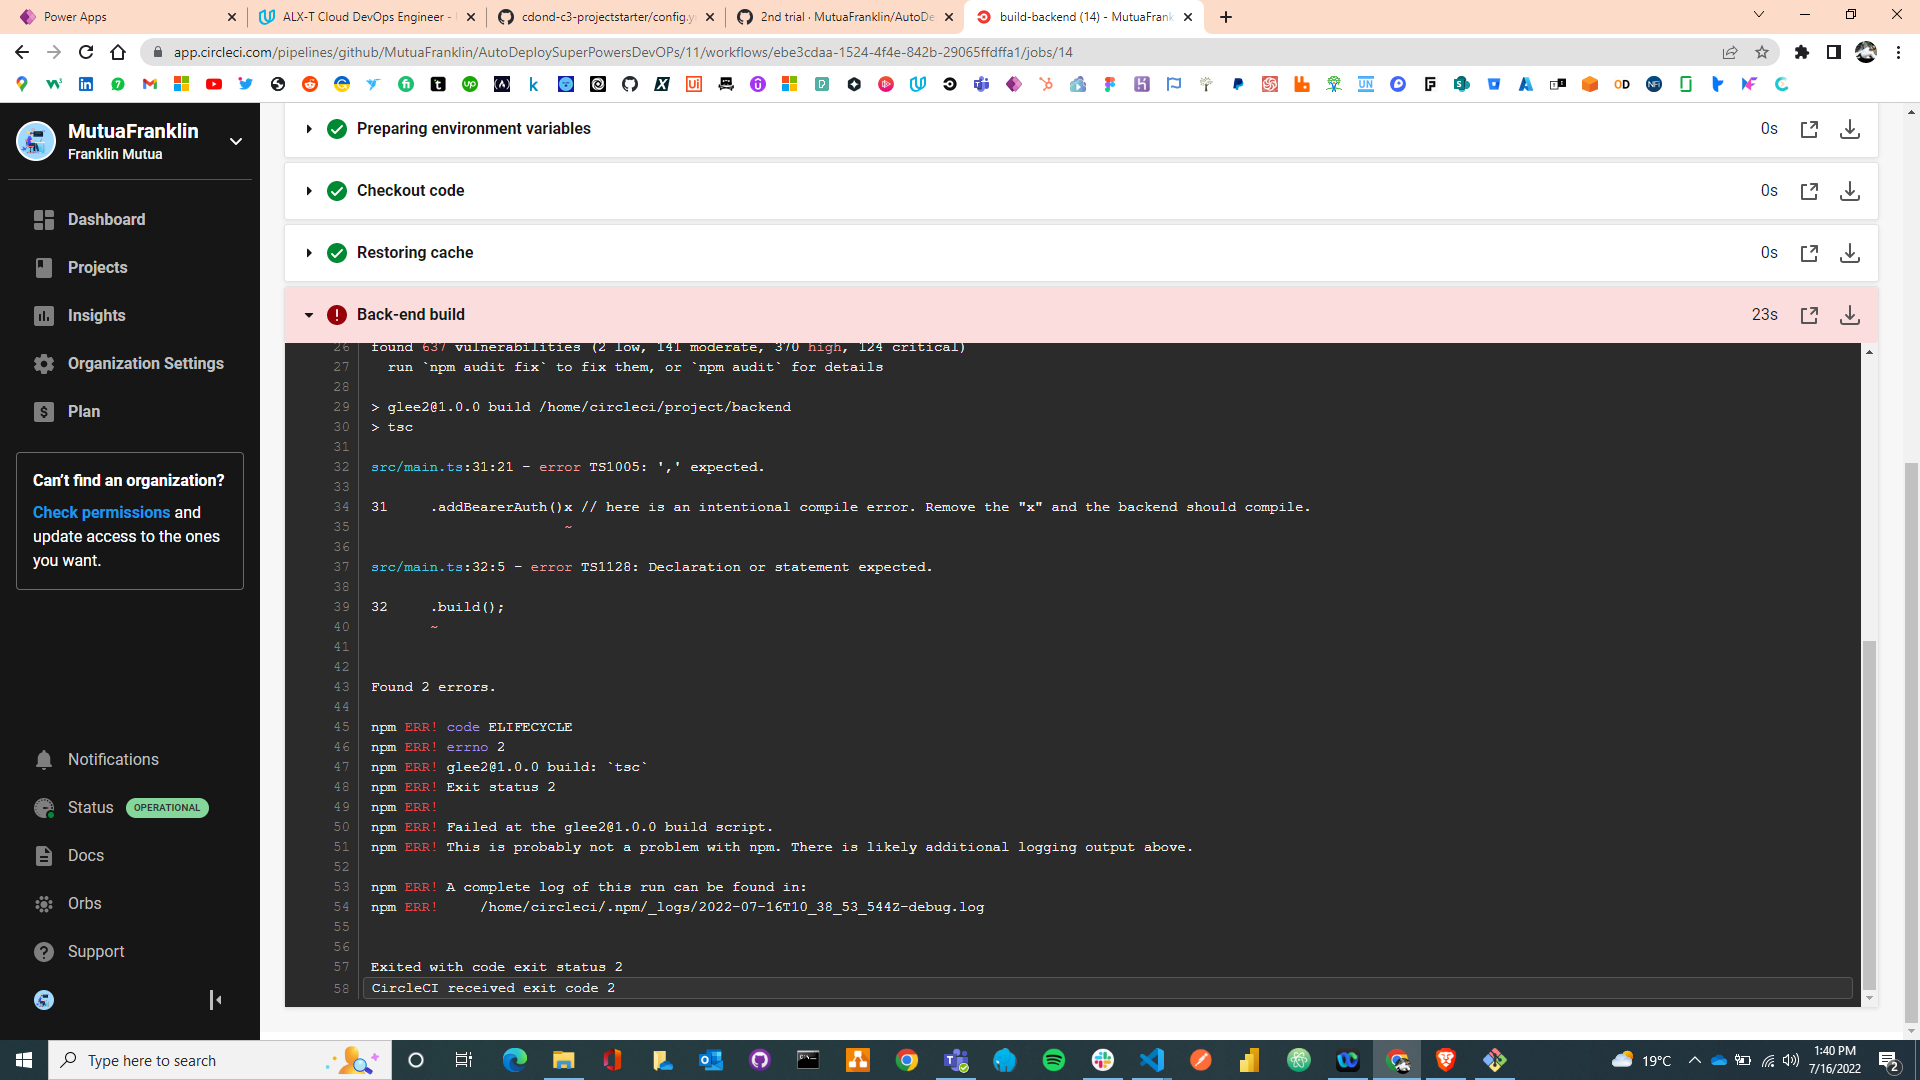 Power Apps
ALX-T Cloud DevOps Engineer -
cdond-c3-projectstarter/config.y
2nd trial · MutuaFranklin/AutoDe
build-backend (14) - MutuaFrank
app.circleci.com/pipelines/github/MutuaFranklin/AutoDeploySuperPowersDevOPs/11/workflows/ebe3cdaa-1524-4f4e-842b-29065ffdffa1/jobs/14
MutuaFranklin
Franklin Mutua
Dashboard
Projects
Insights
Organization Settings
Plan
Can't find an organization?
Check permissions and
update access to the ones
you want.
Notifications
Status OPERATIONAL
Docs
Orbs
Support
Preparing environment variables 0s
Checkout code 0s
Restoring cache 0s
Back-end build 23s
26 found 637 vulnerabilities (2 low, 141 moderate, 370 high, 124 critical)
27 run `npm audit fix` to fix them, or `npm audit` for details
28
29 > glee2@1.0.0 build /home/circleci/project/backend
30 > tsc
31
32 src/main.ts:31:21 - error TS1005: ',' expected.
33
34 31 .addBearerAuth()x // here is an intentional compile error. Remove the "x" and the backend should compile.
35 ~
36
37 src/main.ts:32:5 - error TS1128: Declaration or statement expected.
38
39 32 .build();
40 ~
41
42
43 Found 2 errors.
44
45 npm ERR! code ELIFECYCLE
46 npm ERR! errno 2
47 npm ERR! glee2@1.0.0 build: `tsc`
48 npm ERR! Exit status 2
49 npm ERR!
50 npm ERR! Failed at the glee2@1.0.0 build script.
51 npm ERR! This is probably not a problem with npm. There is likely additional logging output above.
52
53 npm ERR! A complete log of this run can be found in:
54 npm ERR! /home/circleci/.npm/_logs/2022-07-16T10_38_53_544Z-debug.log
55
56
57 Exited with code exit status 2
58 CircleCI received exit code 2
Type here to search
19°C
1:40 PM
7/16/2022
2